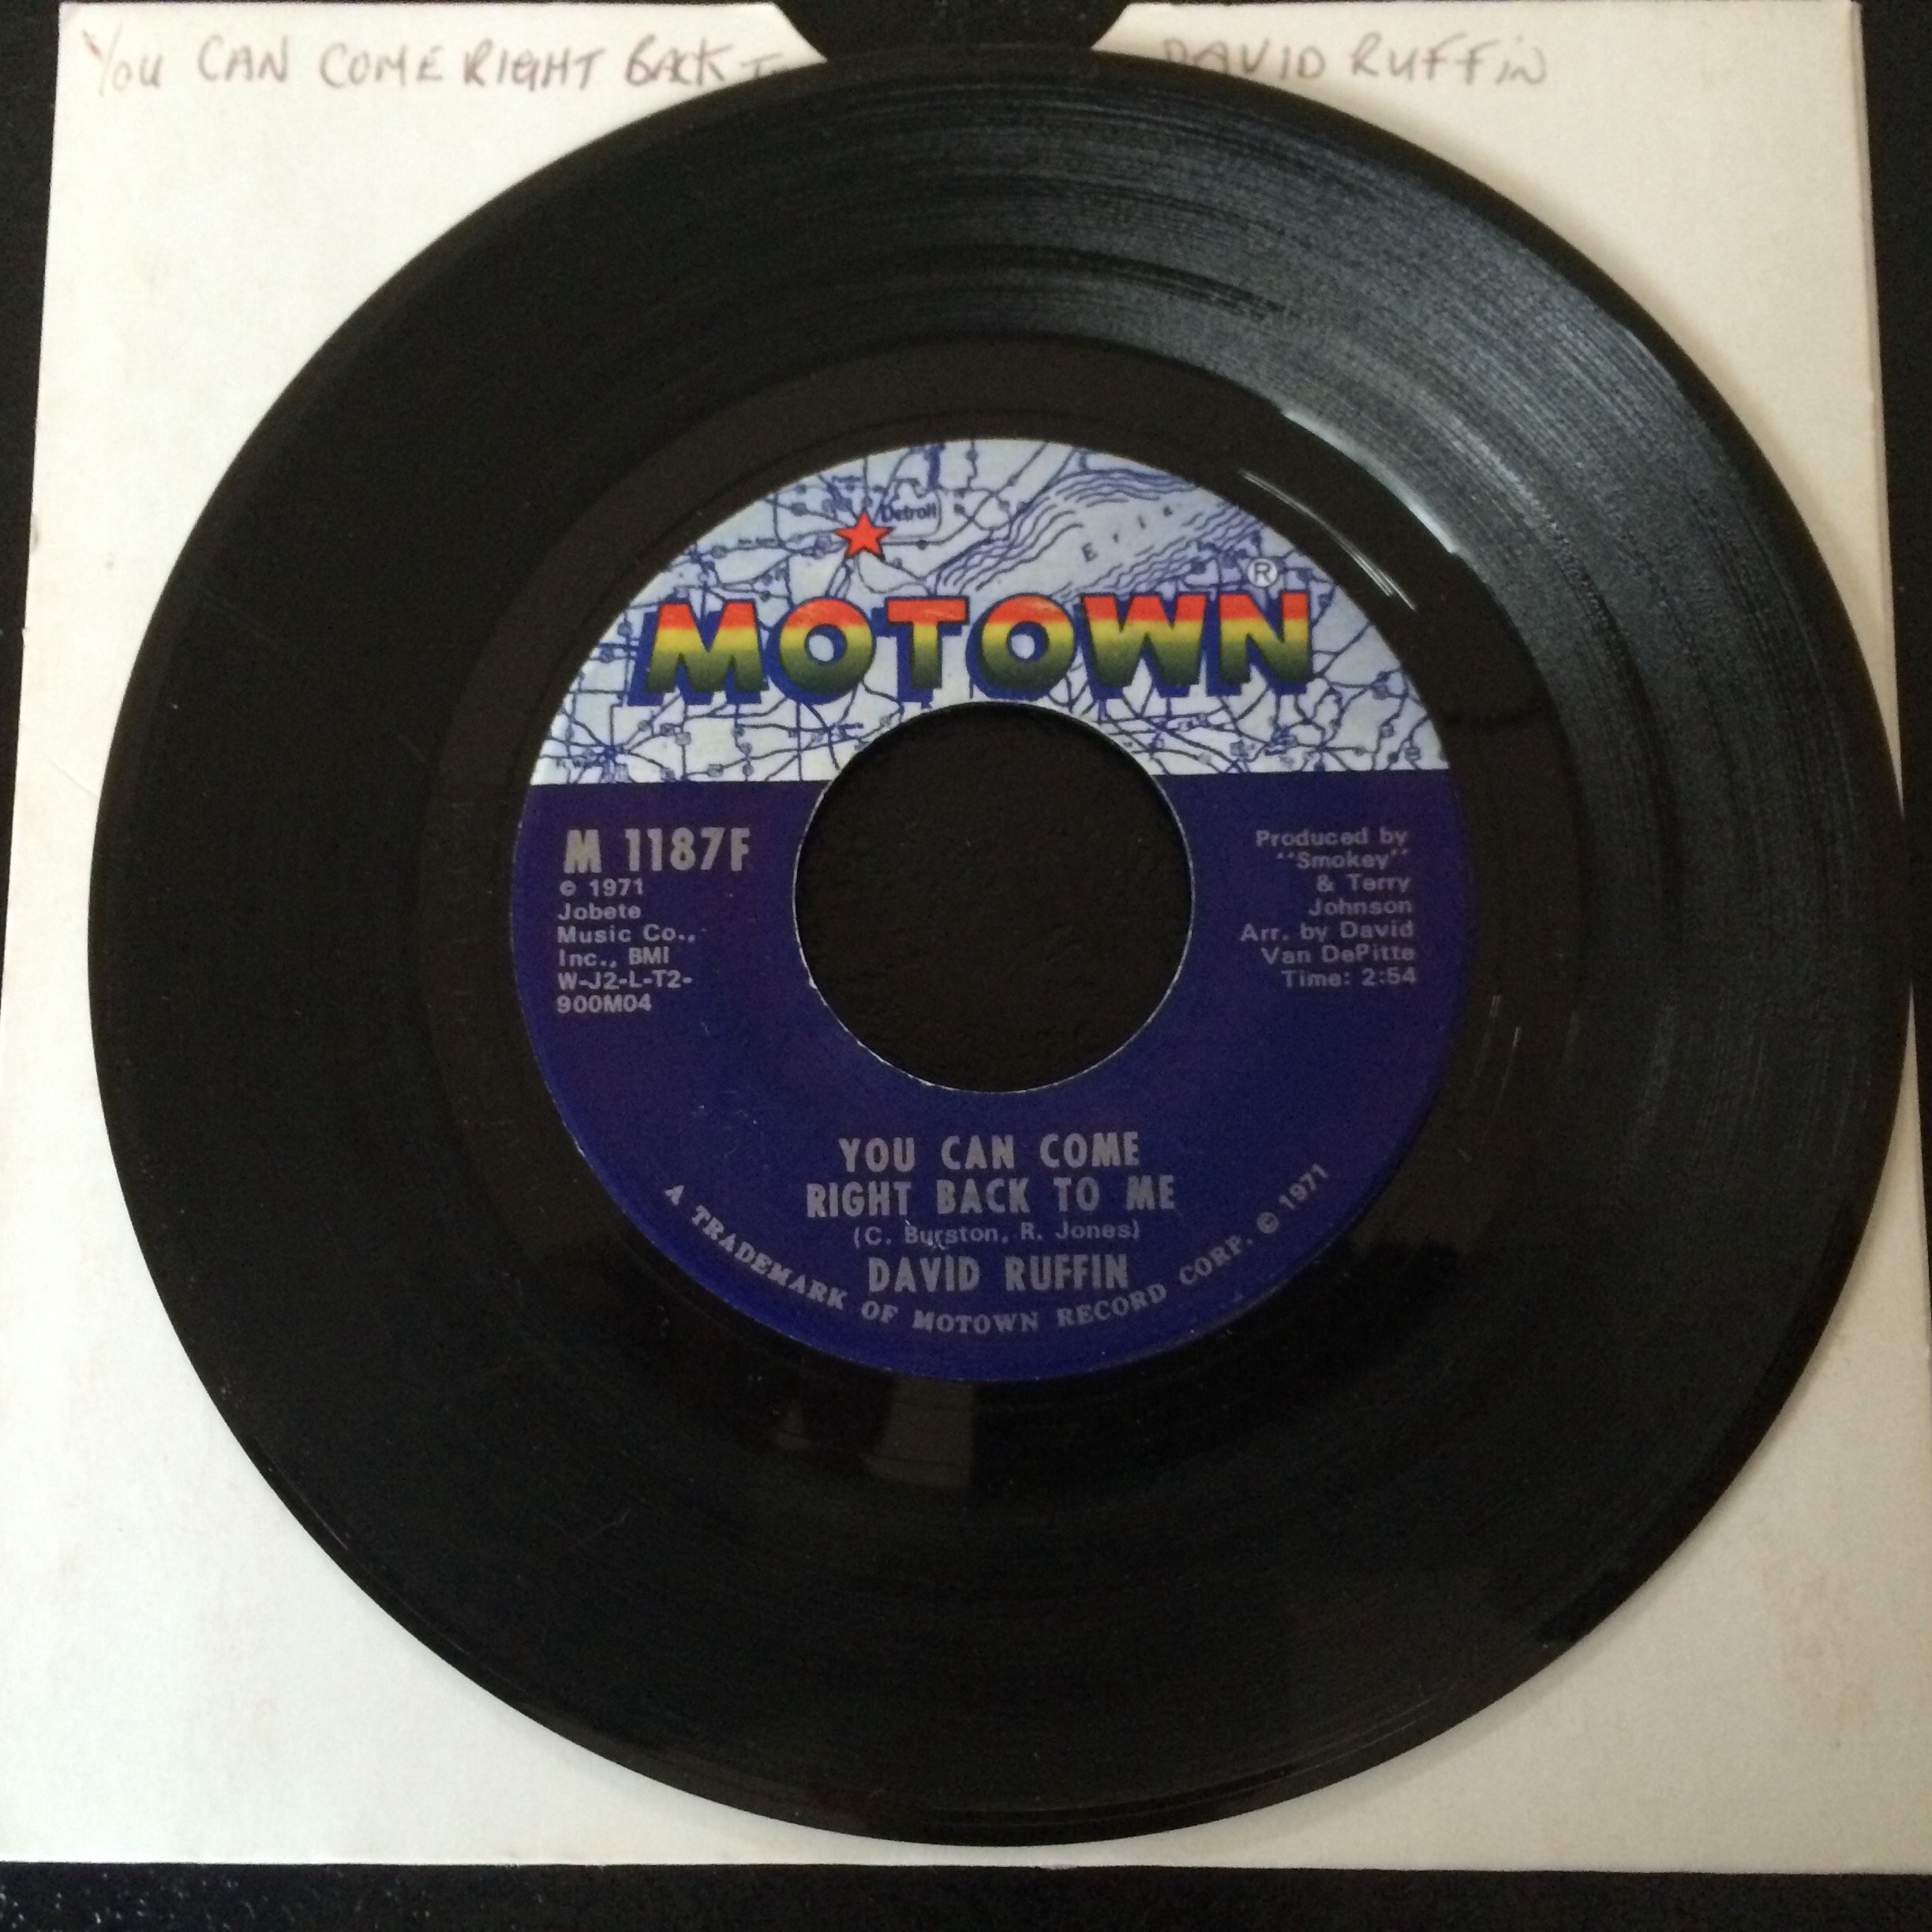 You CAN COME RIGHT BACK
DAVID RUFFiN
Detroit
Erie
MOTOWN®
M 1187F
© 1971
Jobete
Music Co.,
Inc., BMI
W-J2-L-T2-
900M04
Produced by
"Smokey"
& Terry
Johnson
Arr. by David
Van DePitte
Time: 2:54
YOU CAN COME
RIGHT BACK TO ME
(C. Burston, R. Jones)
DAVID RUFFIN
A TRADEMARK OF MOTOWN RECORD CORP. © 1971